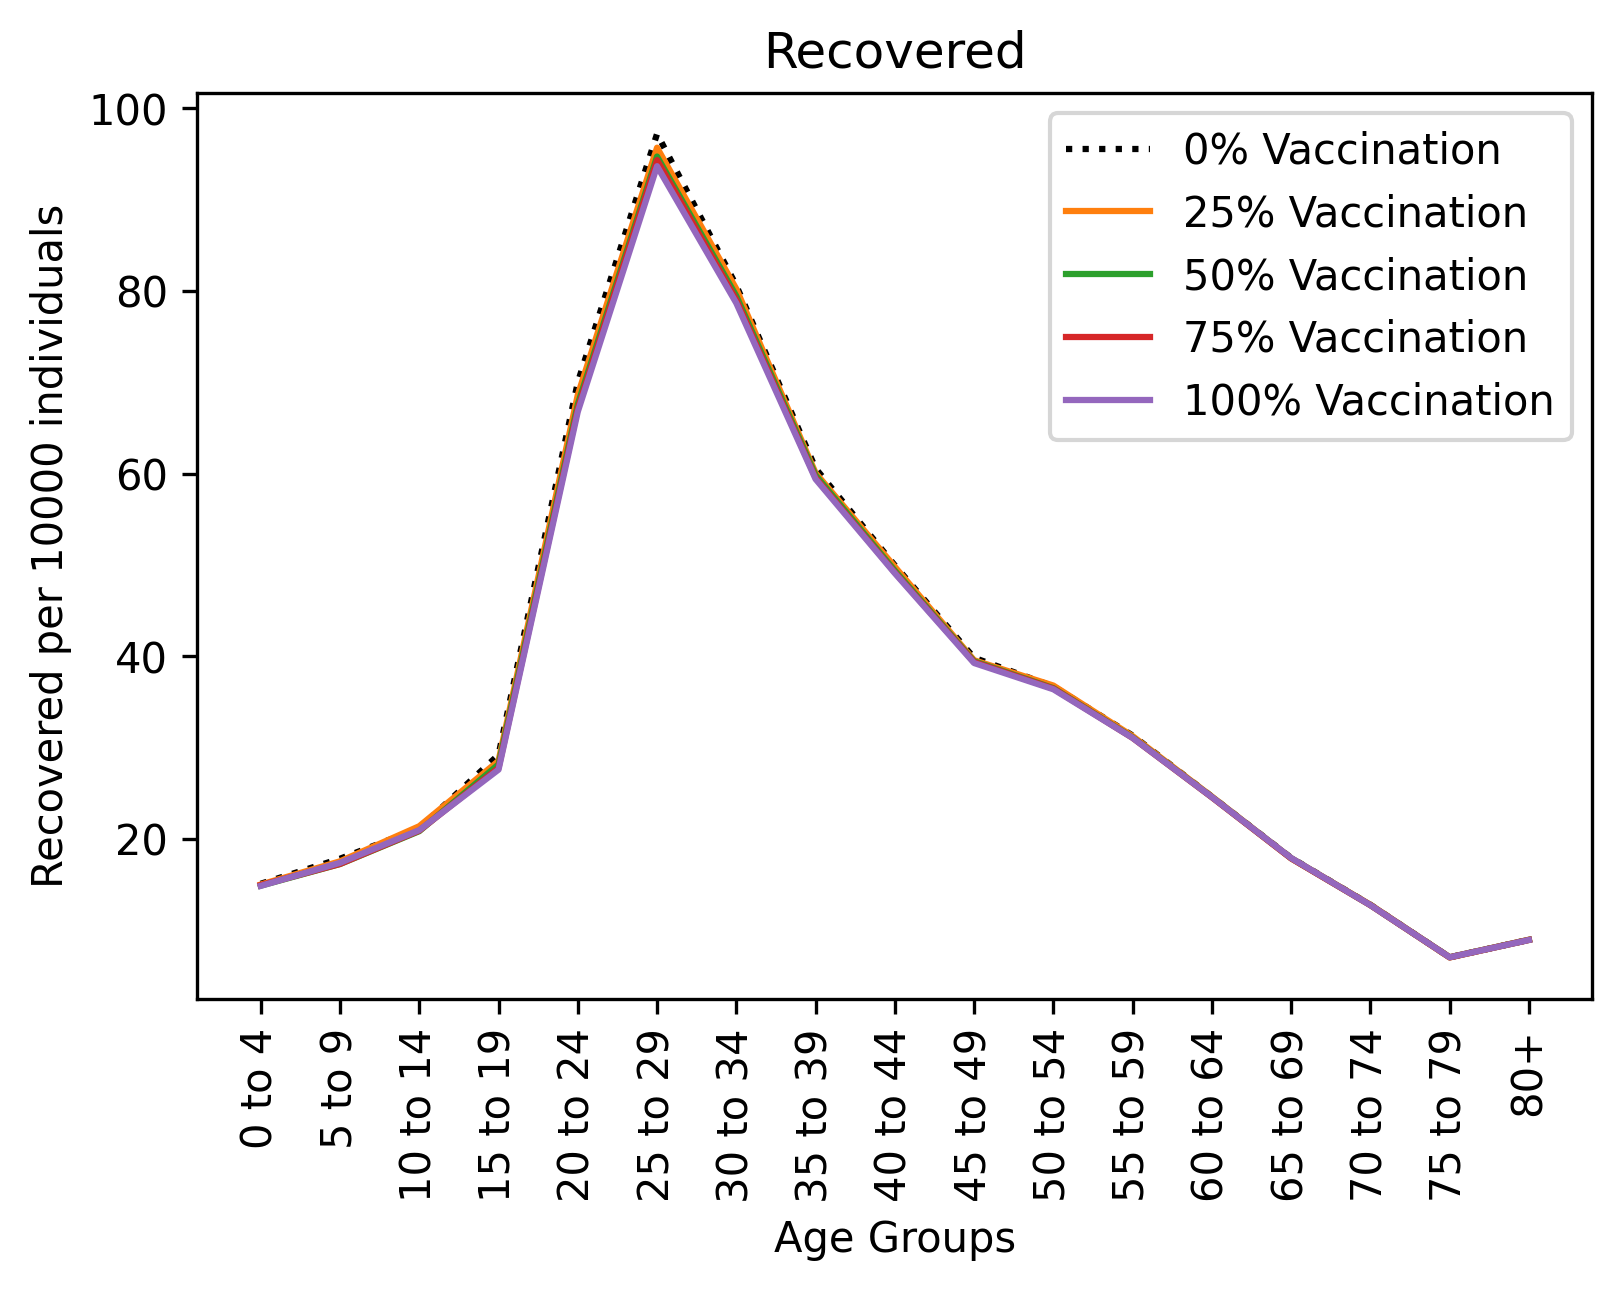 Recovered
Recovered per 10000 individuals
100
80
60
40
20
0% Vaccination
25% Vaccination
50% Vaccination
75% Vaccination
100% Vaccination
0 to 4
5 to 9
10 to 14
15 to 19
20 to 24
25 to 29
30 to 34
35 to 39
40 to 44
45 to 49
50 to 54
55 to 59
60 to 64
65 to 69
70 to 74
75 to 79
80+
Age Groups